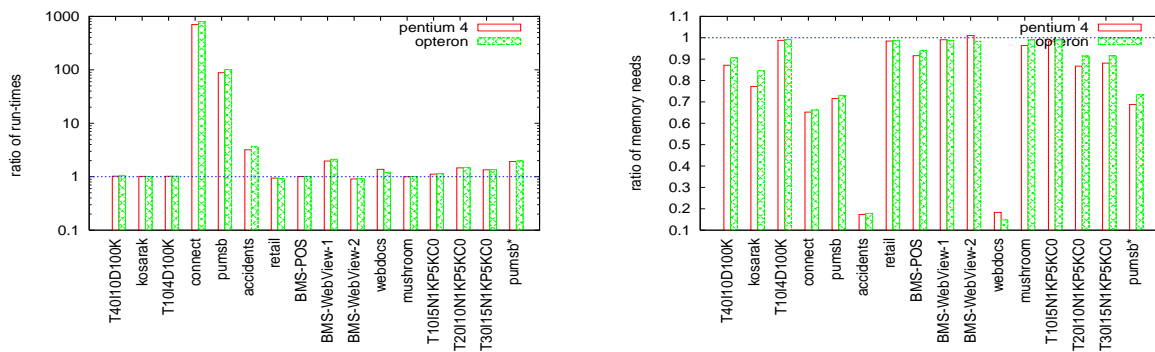 ratio of run-times
1000
100
10
1
0.1
pentium 4
opteron
T40I10D100K
kosarak
T10I4D100K
connect
pumsb
accidents
retail
BMS-POS
BMS-WebView-1
BMS-WebView-2
webdocs
mushroom
T10I5N1KP5KC0
T20I10N1KP5KC0
T30I15N1KP5KC0
pumsb*
ratio of memory needs
1.1
1
0.9
0.8
0.7
0.6
0.5
0.4
0.3
0.2
0.1
pentium 4
opteron
T40I10D100K
kosarak
T10I4D100K
connect
pumsb
accidents
retail
BMS-POS
BMS-WebView-1
BMS-WebView-2
webdocs
mushroom
T10I5N1KP5KC0
T20I10N1KP5KC0
T30I15N1KP5KC0
pumsb*